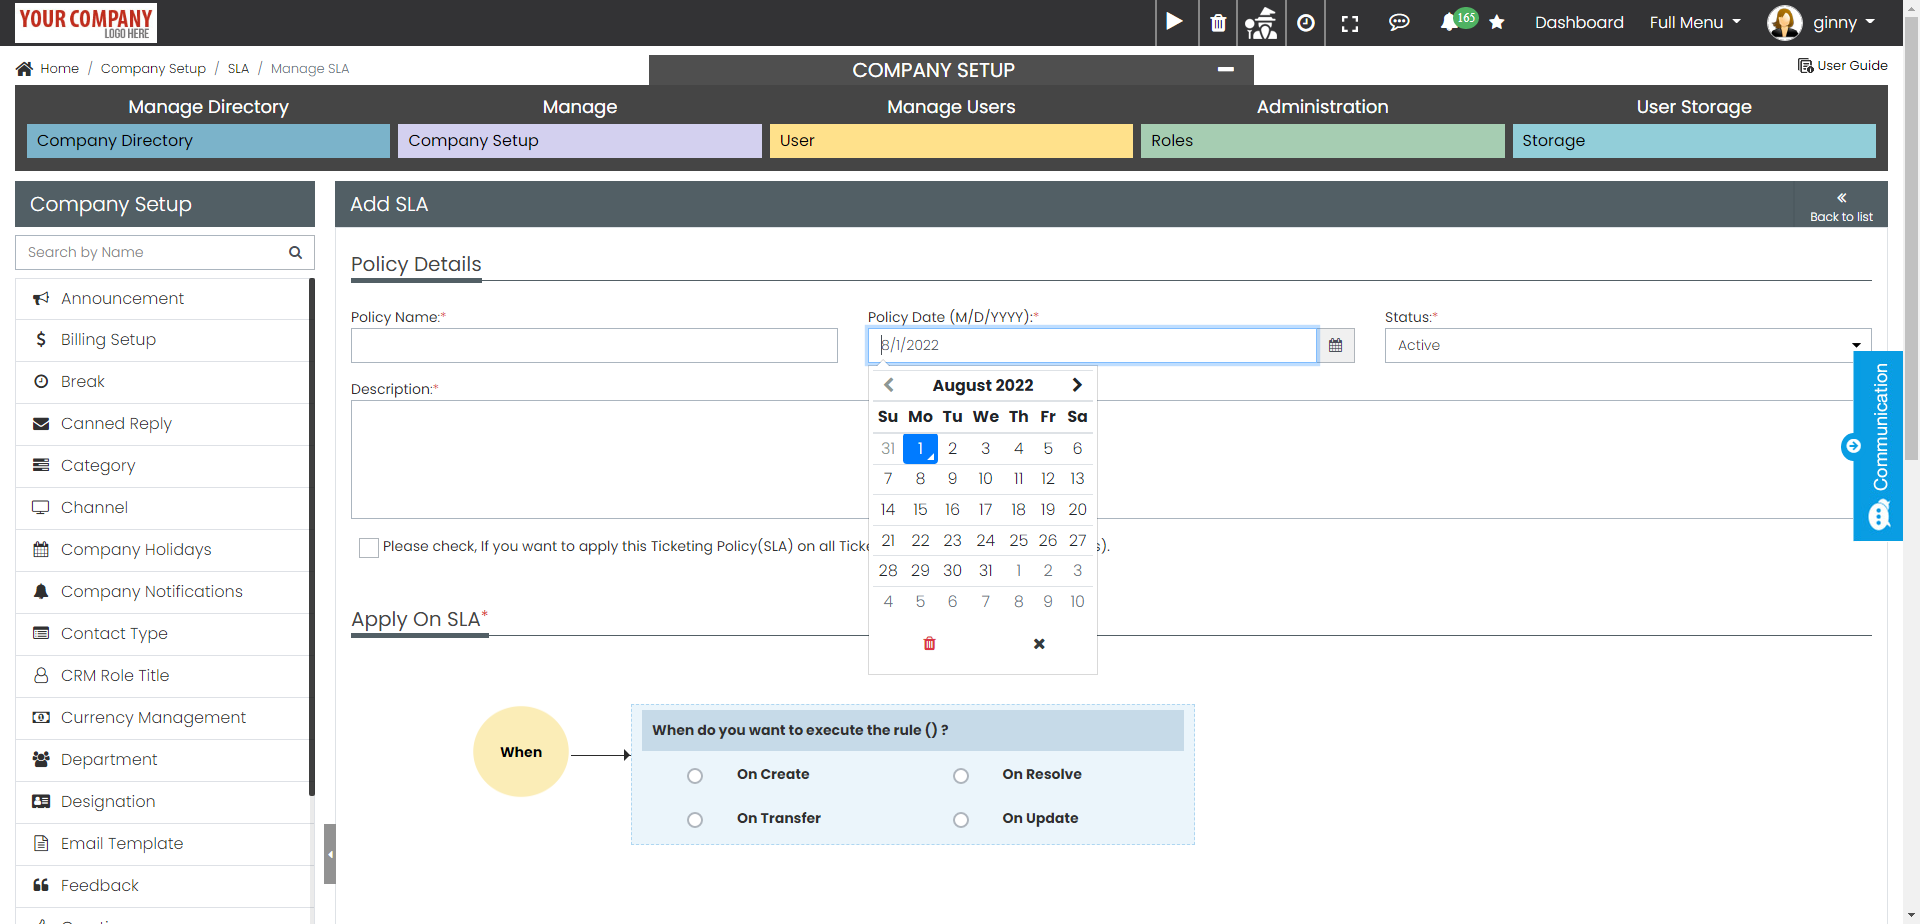 YOUR COMPANY
LOGO HERE
165
Dashboard
Full Menu
ginny
Home / Company Setup / SLA / Manage SLA
COMPANY SETUP
User Guide
Manage Directory
Manage
Manage Users
Administration
User Storage
Company Directory
Company Setup
User
Roles
Storage
Company Setup
Search by Name
Announcement
Billing Setup
Break
Canned Reply
Category
Channel
Company Holidays
Company Notifications
Contact Type
CRM Role Title
Currency Management
Department
Designation
Email Template
Feedback
Add SLA
Back to list
Policy Details
Policy Name:*
Policy Date (M/D/YYYY):*
8/1/2022
Status:*
Active
Description:*
August 2022
Su Mo Tu We Th Fr Sa
31 1 2 3 4 5 6
7 8 9 10 11 12 13
14 15 16 17 18 19 20
21 22 23 24 25 26 27
28 29 30 31 1 2 3
4 5 6 7 8 9 10
Please check, If you want to apply this Ticketing Policy(SLA) on all
Communication
Apply On SLA*
When
When do you want to execute the rule () ?
On Create
On Resolve
On Transfer
On Update